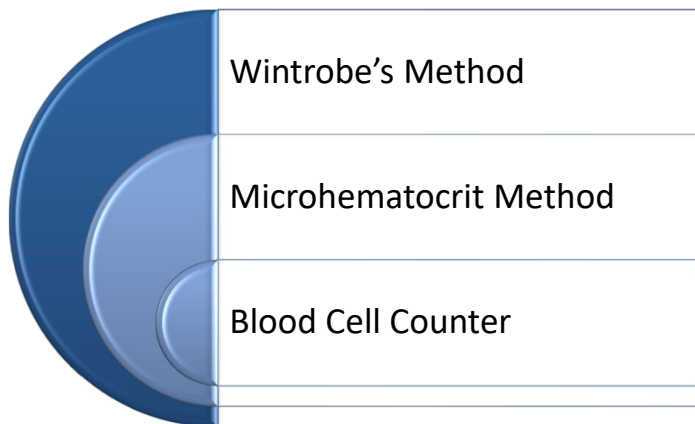 Wintrobe’s Method
Microhematocrit Method
Blood Cell Counter